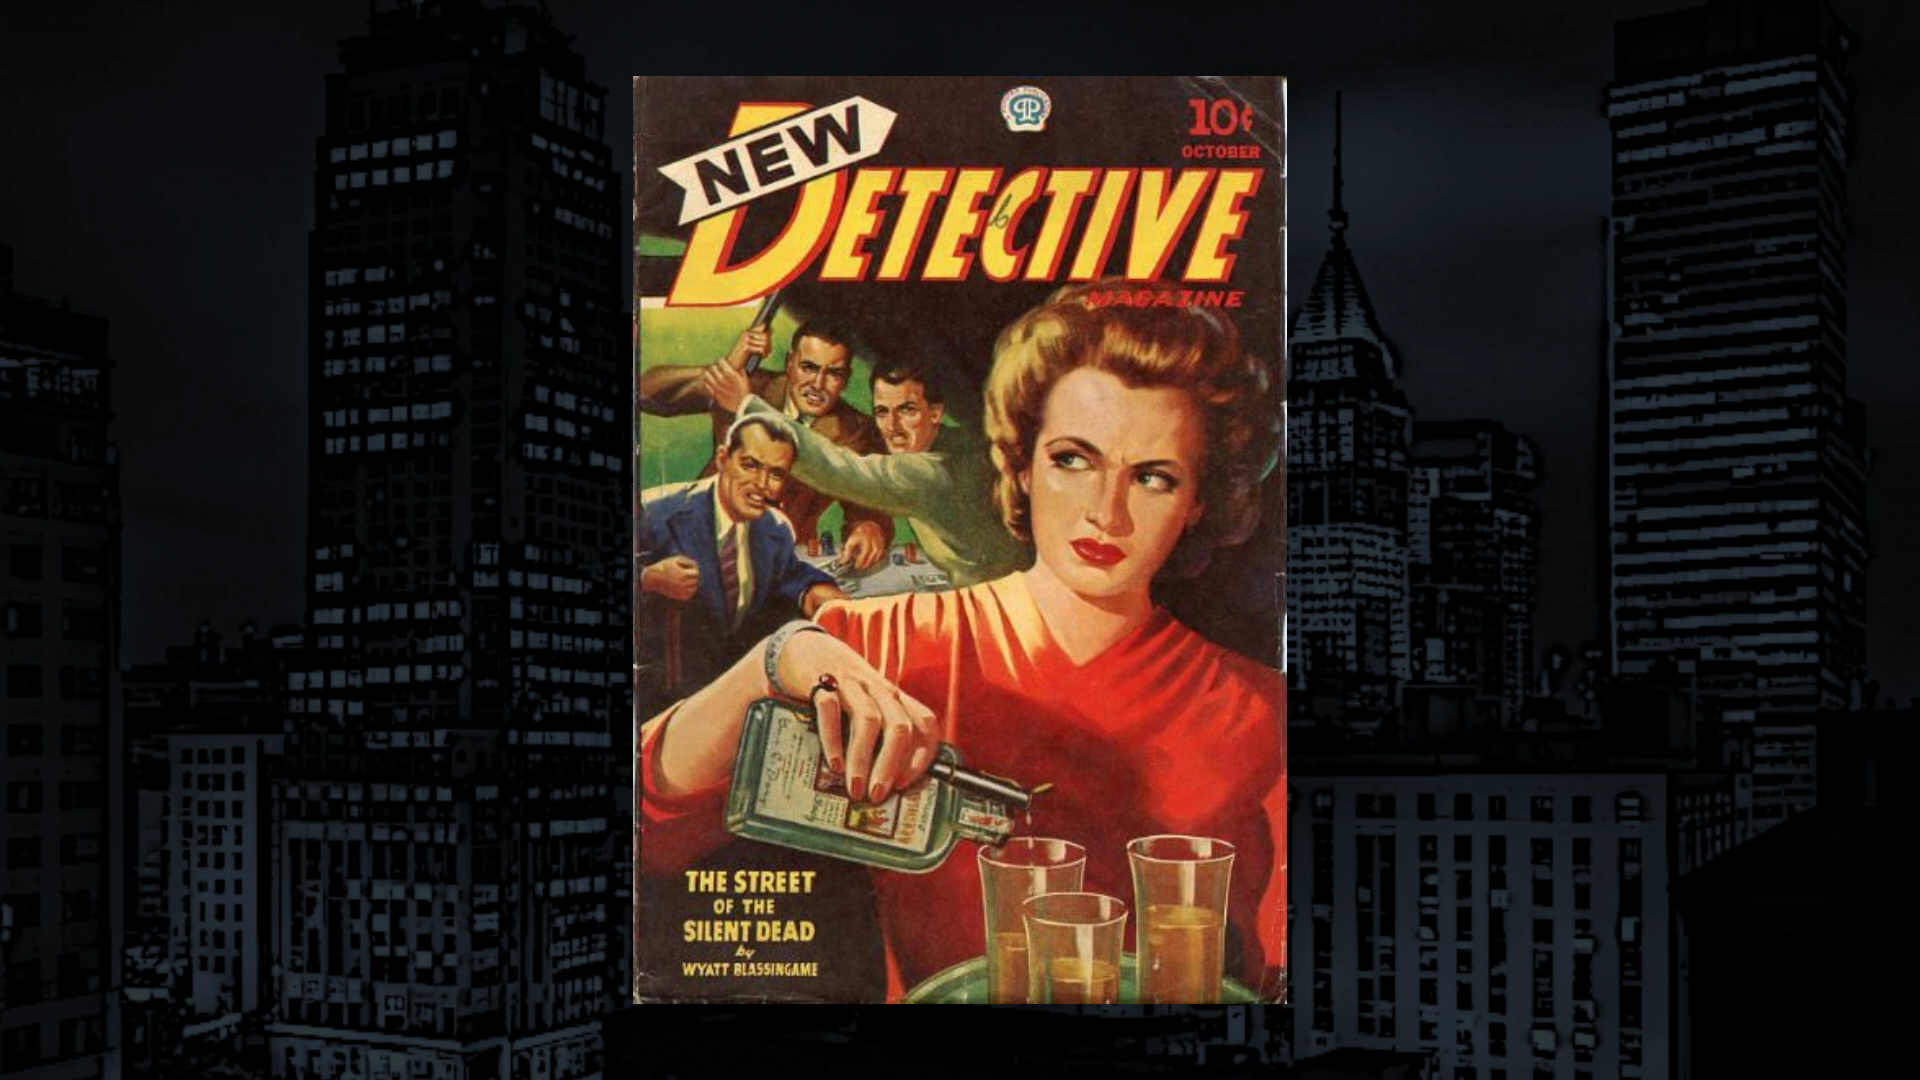 NEW
DETECTIVE
MAGAZINE
10¢
OCTOBER
THE STREET
OF THE
SILENT DEAD
by
WYATT BLASSINGAME